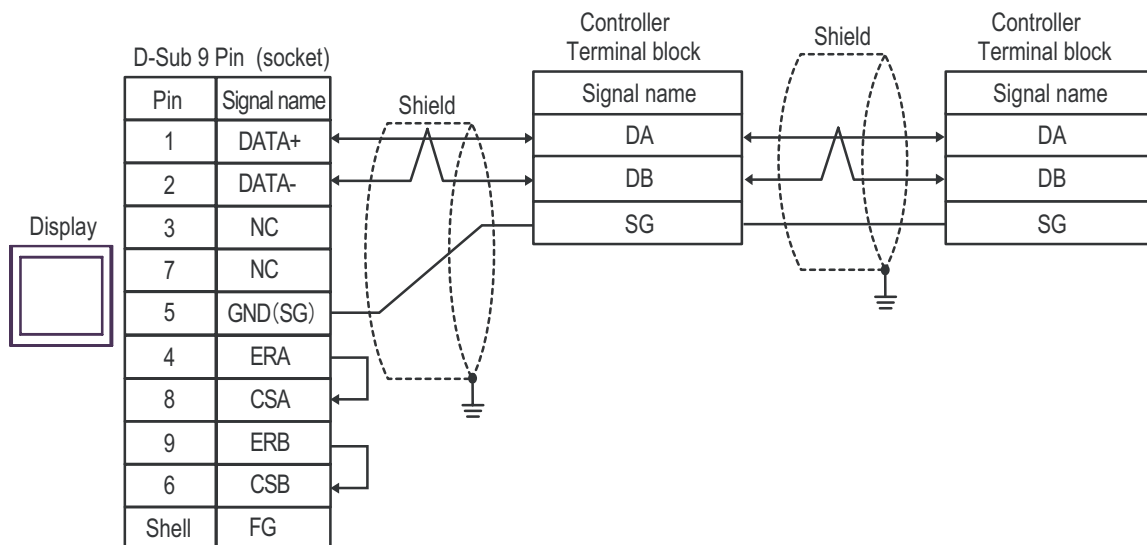 Controller
Terminal block
Shield
Controller
Terminal block
D-Sub 9 Pin (socket)
Pin Signal name
Shield
Signal name
Signal name
1 DATA+
DA
DA
2 DATA-
DB
DB
Display
3 NC
SG
SG
7 NC
5 GND(SG)
4 ERA
8 CSA
9 ERB
6 CSB
Shell FG